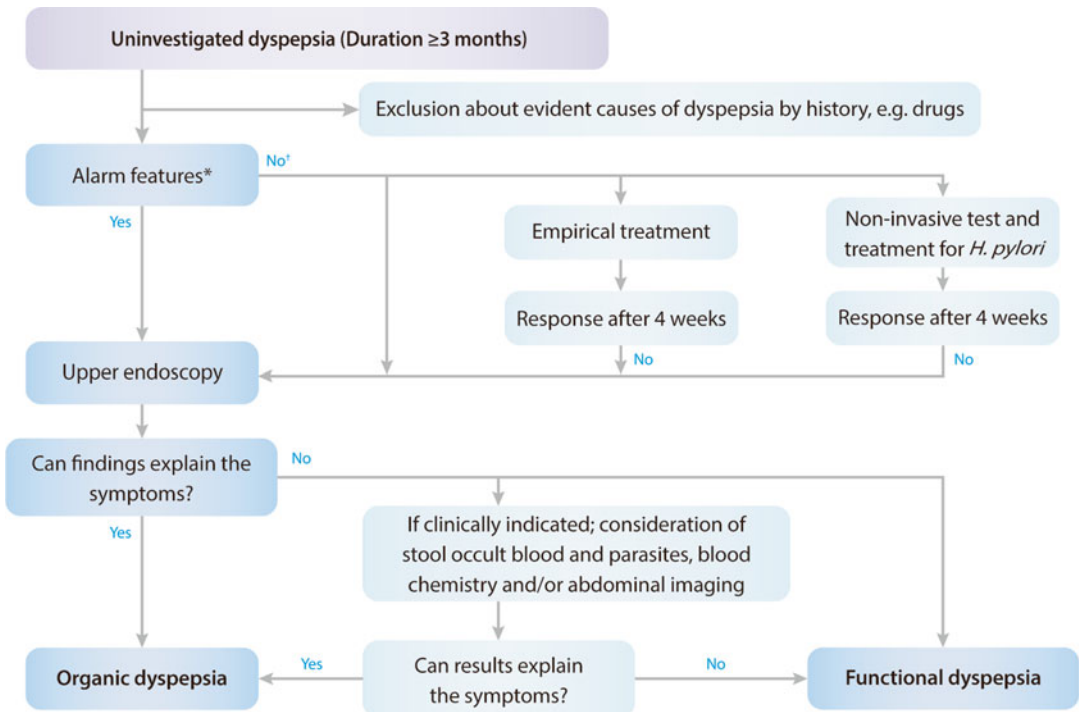 Uninvestigated dyspepsia (Duration ≥3 months)
Exclusion about evident causes of dyspepsia by history, e.g. drugs
Alarm features*
No†
Yes
Empirical treatment
Non-invasive test and
treatment for H. pylori
Response after 4 weeks
Response after 4 weeks
No
No
Upper endoscopy
Can findings explain the
symptoms?
No
Yes
If clinically indicated; consideration of
stool occult blood and parasites, blood
chemistry and/or abdominal imaging
Organic dyspepsia
Yes
Can results explain
the symptoms?
No
Functional dyspepsia